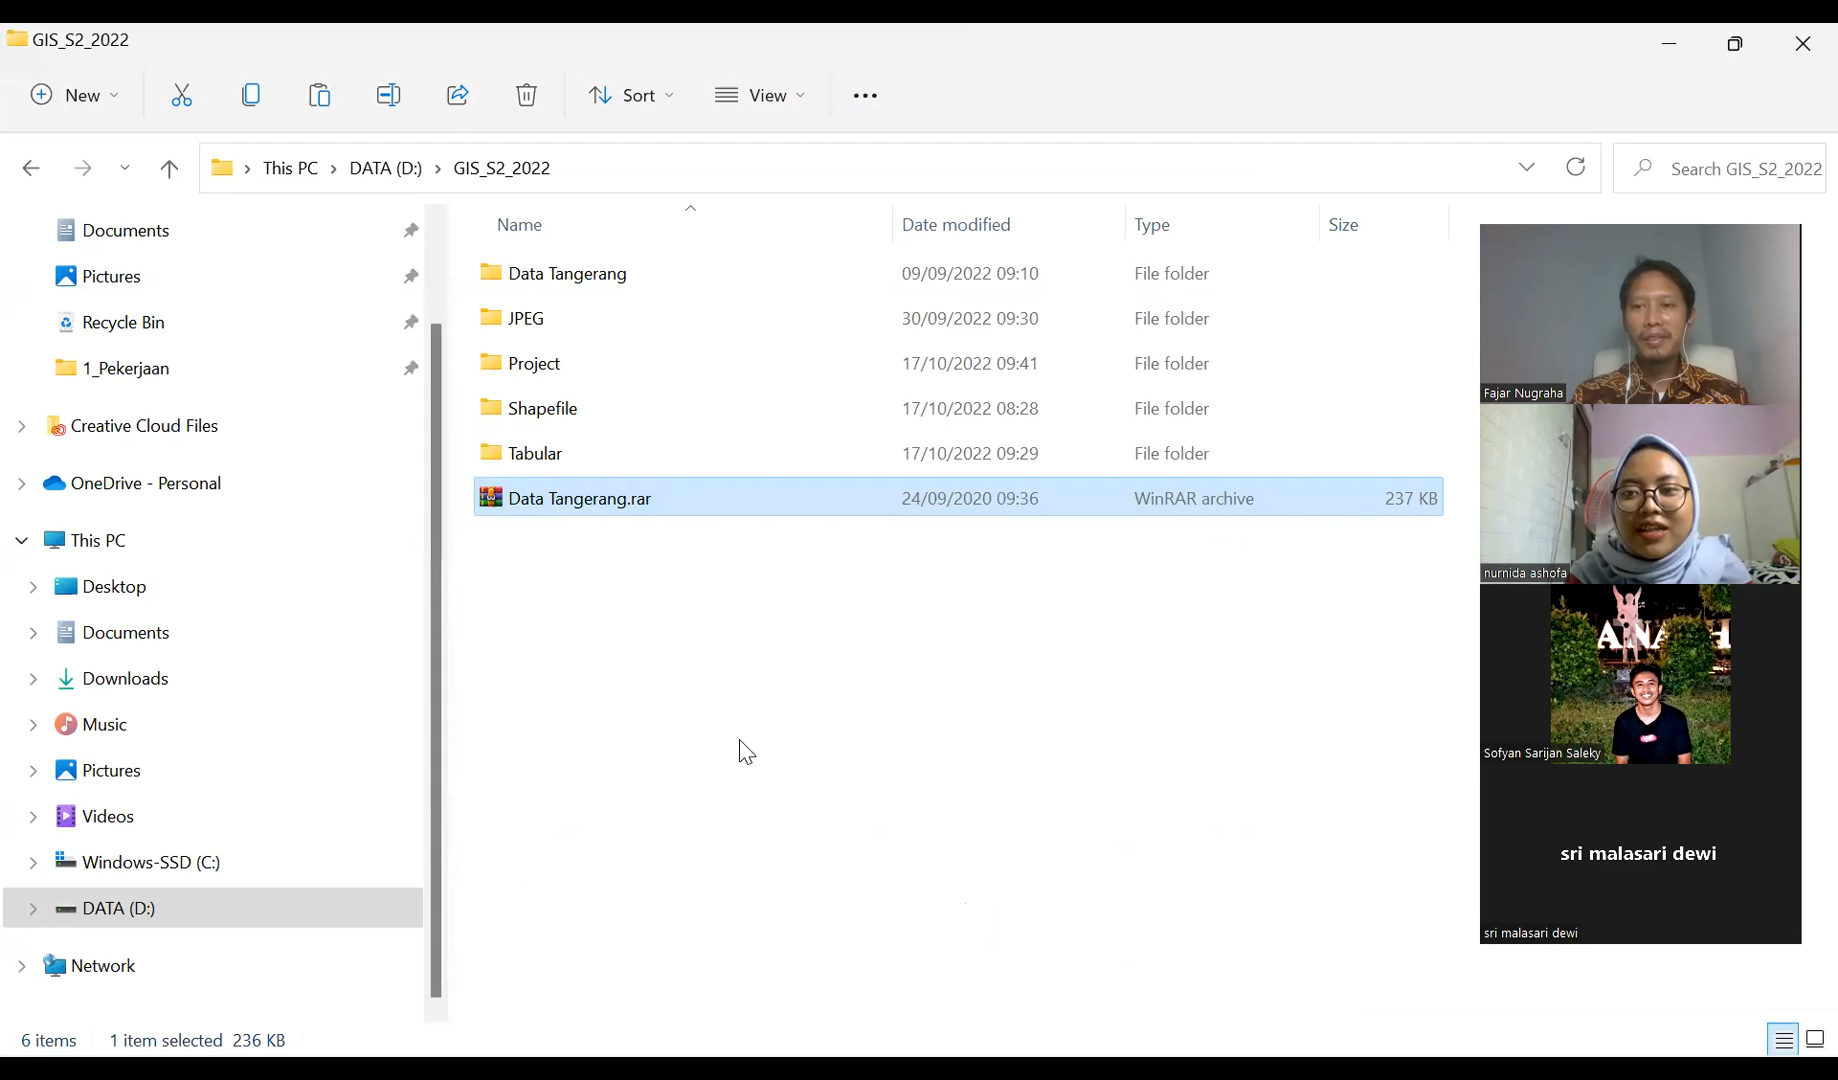 GIS_S2_2022
New
Sort
View
This PC > DATA (D:) > GIS_S2_2022
Search GIS_S2_2022
Documents
Pictures
Recycle Bin
1_Pekerjaan
Creative Cloud Files
OneDrive - Personal
This PC
Desktop
Documents
Downloads
Music
Pictures
Videos
Windows-SSD (C:)
DATA (D:)
Network
Name Date modified Type Size
Data Tangerang 09/09/2022 09:10 File folder
JPEG 30/09/2022 09:30 File folder
Project 17/10/2022 09:41 File folder
Shapefile 17/10/2022 08:28 File folder
Tabular 17/10/2022 09:29 File folder
Data Tangerang.rar 24/09/2020 09:36 WinRAR archive 237 KB
Fajar Nugraha
nurnida ashofa
Sofyan Sarijan Saleky
sri malasari dewi
sri malasari dewi
6 items 1 item selected 236 KB